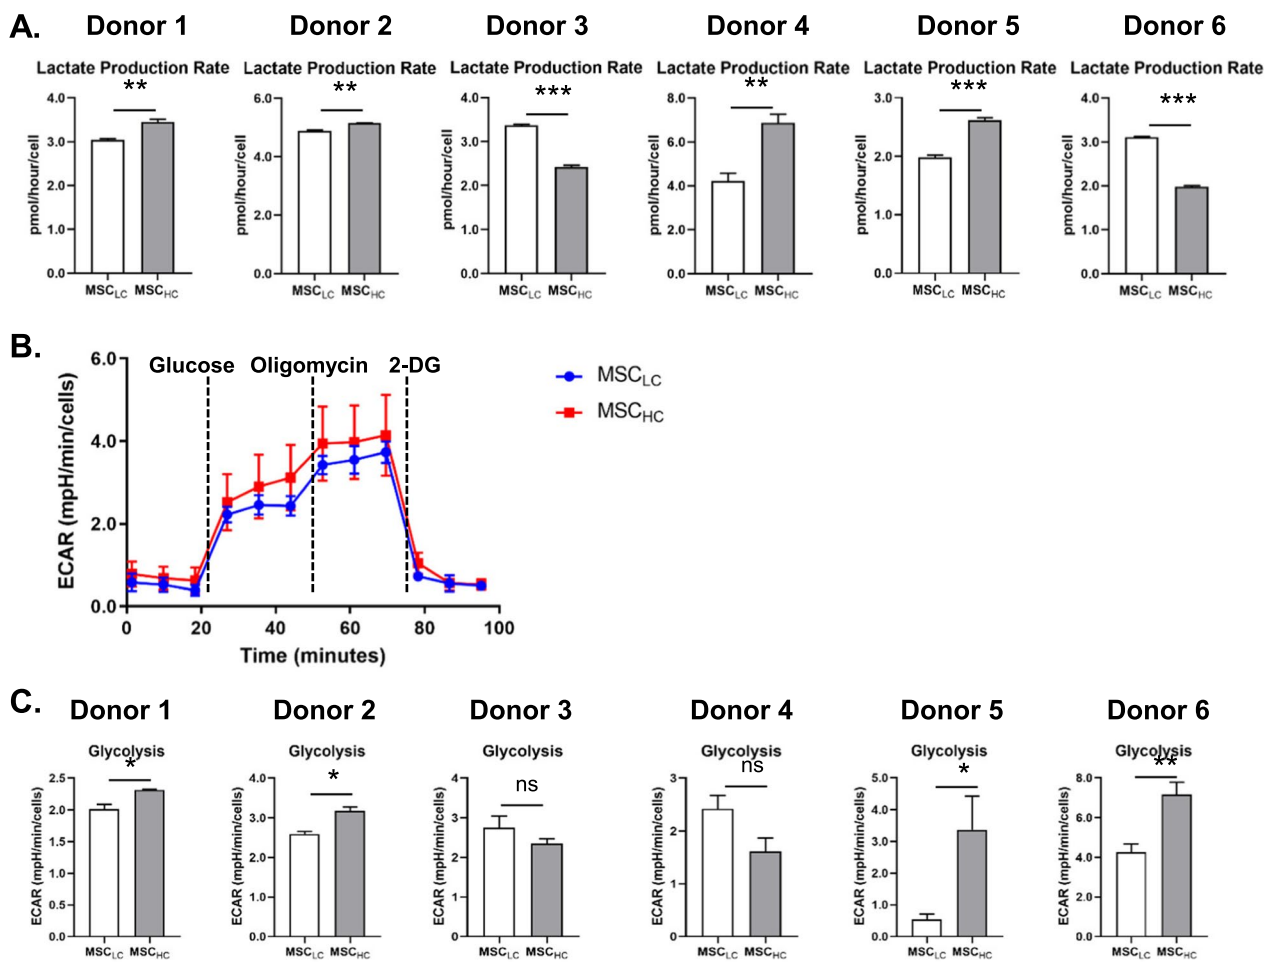 A. Donor 1 Donor 2 Donor 3 Donor 4 Donor 5 Donor 6
Lactate Production Rate Lactate Production Rate Lactate Production Rate Lactate Production Rate Lactate Production Rate Lactate Production Rate
** ** *** ** *** ***
pmol/hour/cell
4.0
3.0
2.0
1.0
0.0
MSCLC MSCHC
pmol/hour/cell
6.0
4.0
2.0
0.0
MSCLC MSCHC
pmol/hour/cell
4.0
3.0
2.0
1.0
0.0
MSCLC MSCHC
pmol/hour/cell
8.0
6.0
4.0
2.0
0.0
MSCLC MSCHC
pmol/hour/cell
3.0
2.0
1.0
0.0
MSCLC MSCHC
pmol/hour/cell
4.0
3.0
2.0
1.0
0.0
MSCLC MSCHC
B.
Glucose Oligomycin 2-DG
ECAR (mpH/min/cells)
6.0
4.0
2.0
0.0
0 20 40 60 80 100
Time (minutes)
MSCLC
MSCHC
C. Donor 1 Donor 2 Donor 3 Donor 4 Donor 5 Donor 6
Glycolysis Glycolysis Glycolysis Glycolysis Glycolysis Glycolysis
* * ns ns * **
ECAR (mpH/min/cells)
2.5
2.0
1.5
1.0
0.5
0.0
MSCLC MSCHC
ECAR (mpH/min/cells)
4.0
3.0
2.0
1.0
0.0
MSCLC MSCHC
ECAR (mpH/min/cells)
4
3
2
1
0
MSCLC MSCHC
ECAR (mpH/min/cells)
3
2
1
0
MSCLC MSCHC
ECAR (mpH/min/cells)
5.0
4.0
3.0
2.0
1.0
0.0
MSCLC MSCHC
ECAR (mpH/min/cells)
8.0
6.0
4.0
2.0
0.0
MSCLC MSCHC